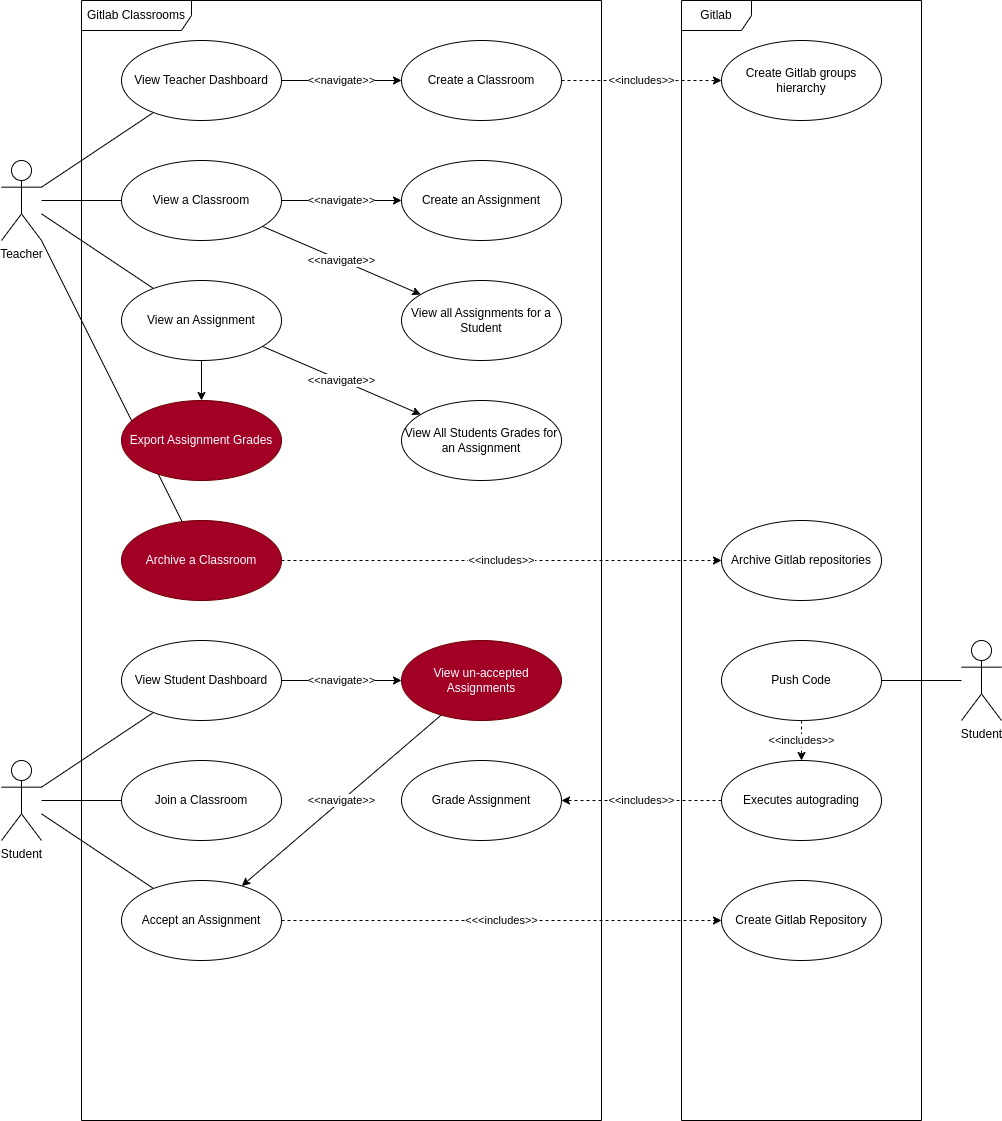 Gitlab Classrooms
Gitlab
View Teacher Dashboard
<<navigate>>
Create a Classroom
<<includes>>
Create Gitlab groups
hierarchy
Teacher
View a Classroom
<<navigate>>
Create an Assignment
<<navigate>>
View an Assignment
View all Assignments for a
Student
<<navigate>>
Export Assignment Grades
View All Students Grades for
an Assignment
Archive a Classroom
<<includes>>
Archive Gitlab repositories
View Student Dashboard
<<navigate>>
View un-accepted
Assignments
Push Code
Student
<<includes>>
Student
Join a Classroom
<<navigate>>
Grade Assignment
<<includes>>
Executes autograding
Accept an Assignment
<<<includes>>
Create Gitlab Repository